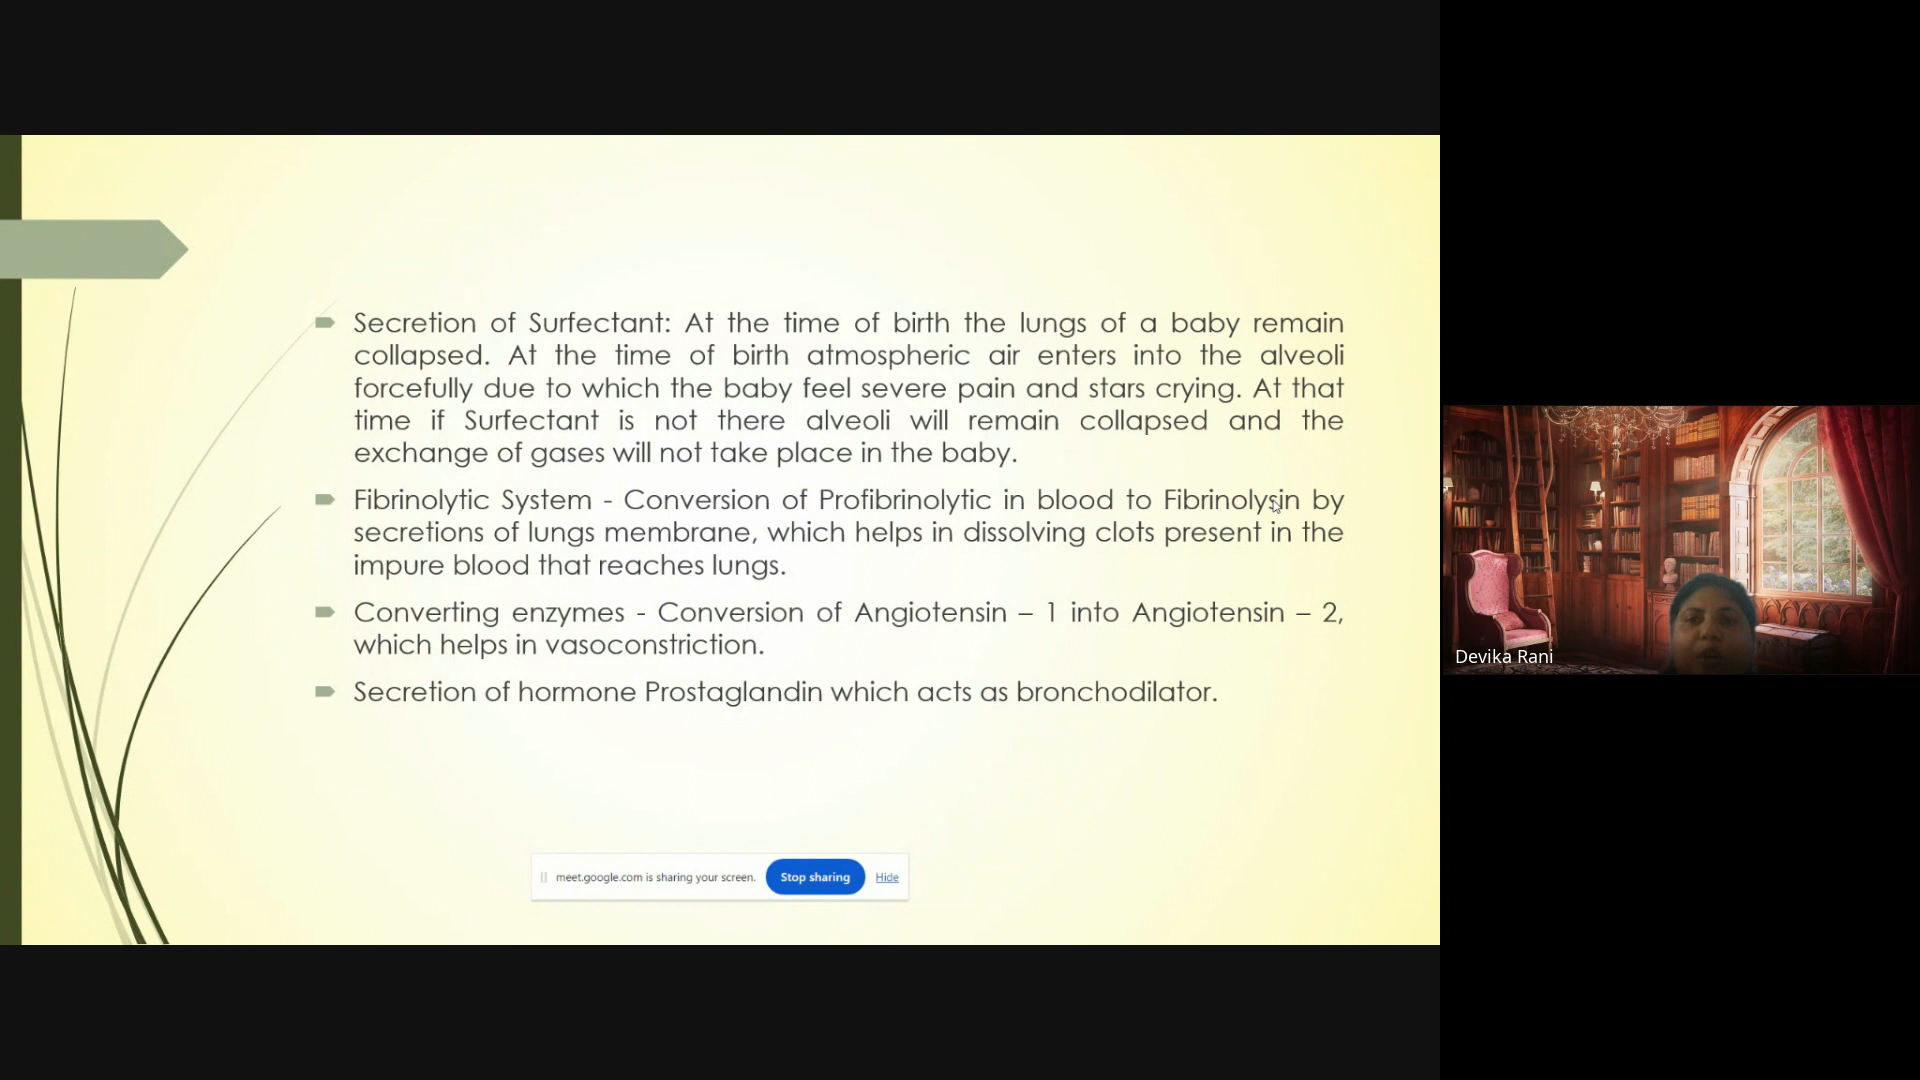 Secretion of Surfectant: At the time of birth the lungs of a baby remain
collapsed. At the time of birth atmospheric air enters into the alveoli
forcefully due to which the baby feel severe pain and stars crying. At that
time if Surfectant is not there alveoli will remain collapsed and the
exchange of gases will not take place in the baby.
Fibrinolytic System - Conversion of Profibrinolytic in blood to Fibrinolysin by
secretions of lungs membrane, which helps in dissolving clots present in the
impure blood that reaches lungs.
Converting enzymes - Conversion of Angiotensin – 1 into Angiotensin – 2,
which helps in vasoconstriction.
Secretion of hormone Prostaglandin which acts as bronchodilator.
meet.google.com is sharing your screen. Stop sharing Hide
Devika Rani